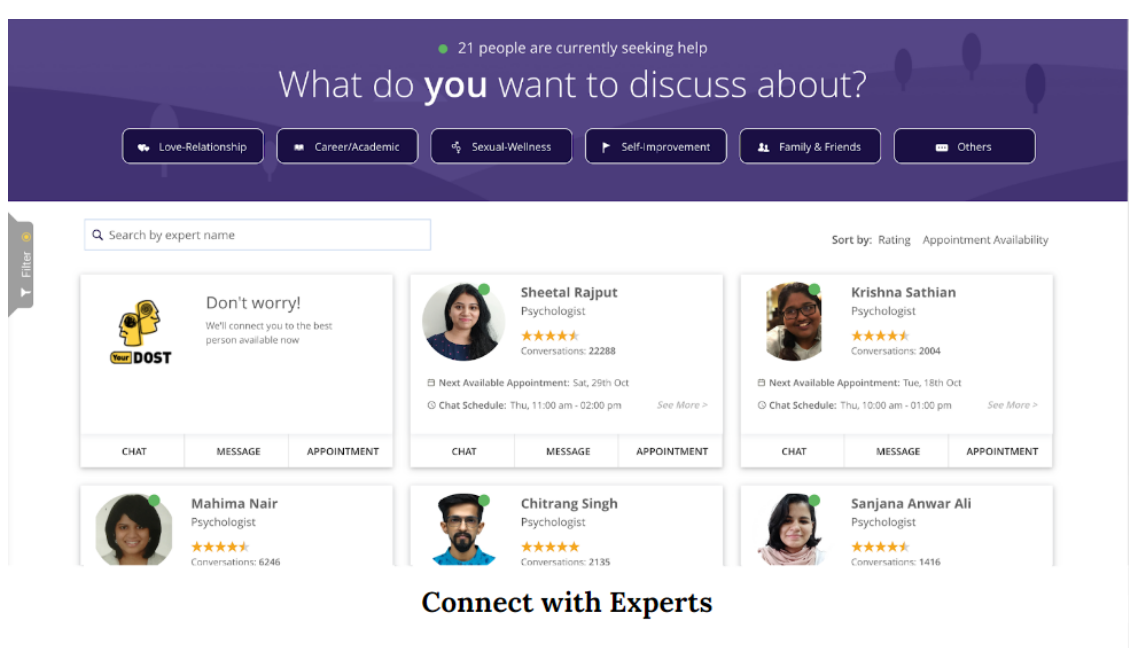 21 people are currently seeking help
What do you want to discuss about?
Love-Relationship
Career/Academic
Sexual-Wellness
Self-Improvement
Family & Friends
Others
Filter
Search by expert name
Sort by: Rating Appointment Availability
Your DOST
Don't worry!
We'll connect you to the best
person available now
CHAT MESSAGE APPOINTMENT
Sheetal Rajput
Psychologist
Conversations: 22288
Next Available Appointment: Sat, 29th Oct
Chat Schedule: Thu, 11:00 am - 02:00 pm See More >
CHAT MESSAGE APPOINTMENT
Krishna Sathian
Psychologist
Conversations: 2004
Next Available Appointment: Tue, 18th Oct
Chat Schedule: Thu, 10:00 am - 01:00 pm See More >
CHAT MESSAGE APPOINTMENT
Mahima Nair
Psychologist
Conversations: 6246
Chitrang Singh
Psychologist
Conversations: 2135
Sanjana Anwar Ali
Psychologist
Conversations: 1416
Connect with Experts